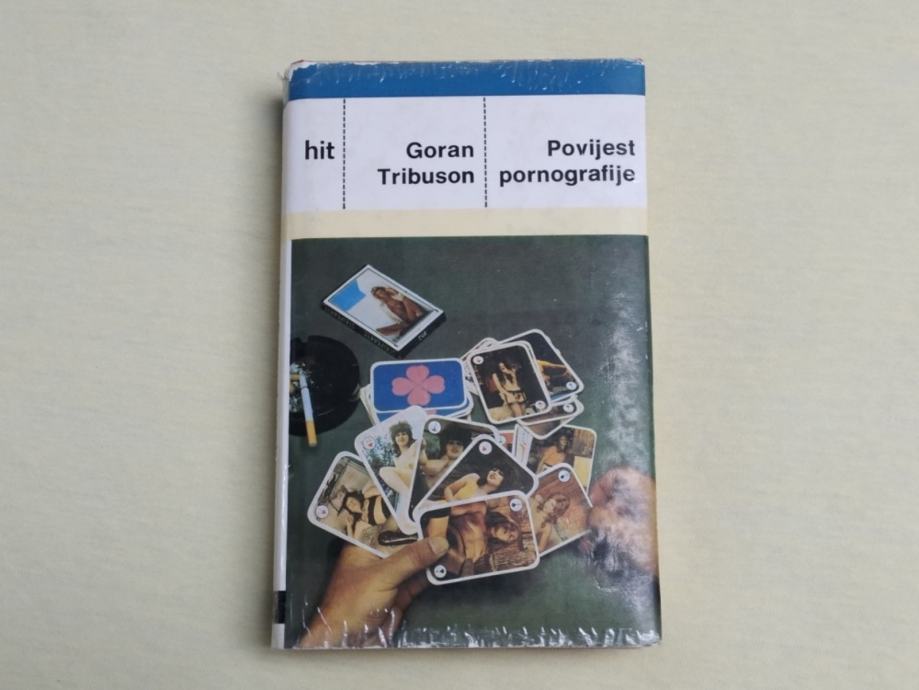 hit
Goran
Tribuson
Povijest
pornografije